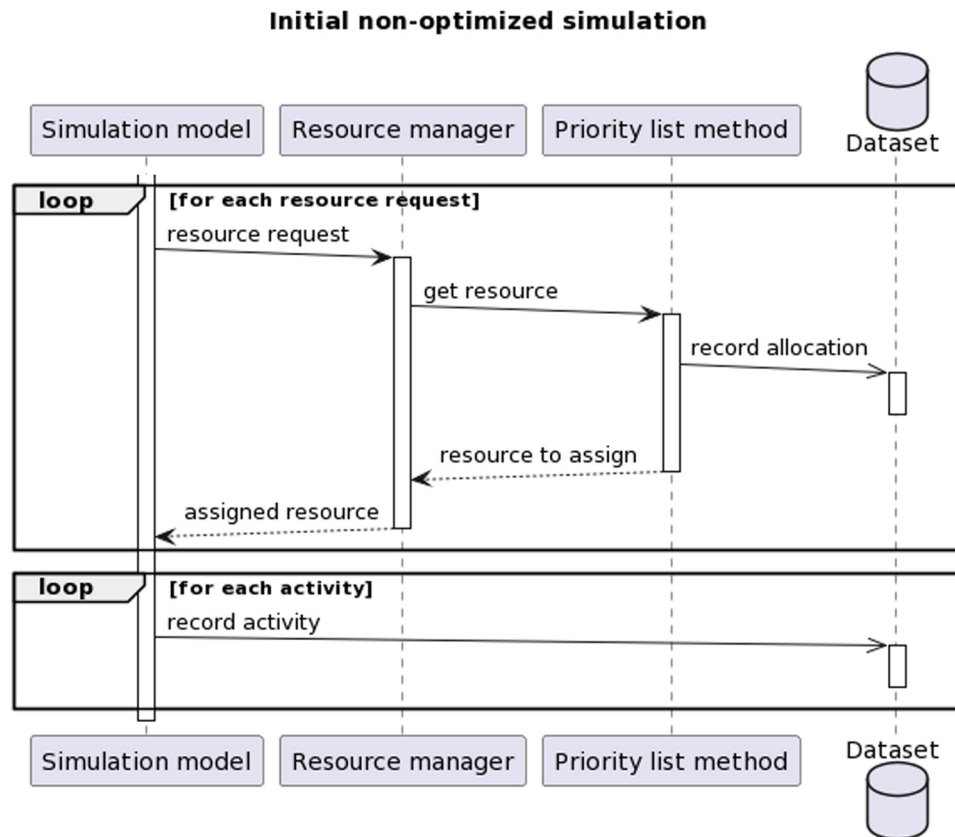 Initial non-optimized simulation
Simulation model
Resource manager
Priority list method
Dataset
loop
[for each resource request]
resource request
get resource
record allocation
resource to assign
assigned resource
loop
[for each activity]
record activity
Simulation model
Resource manager
Priority list method
Dataset